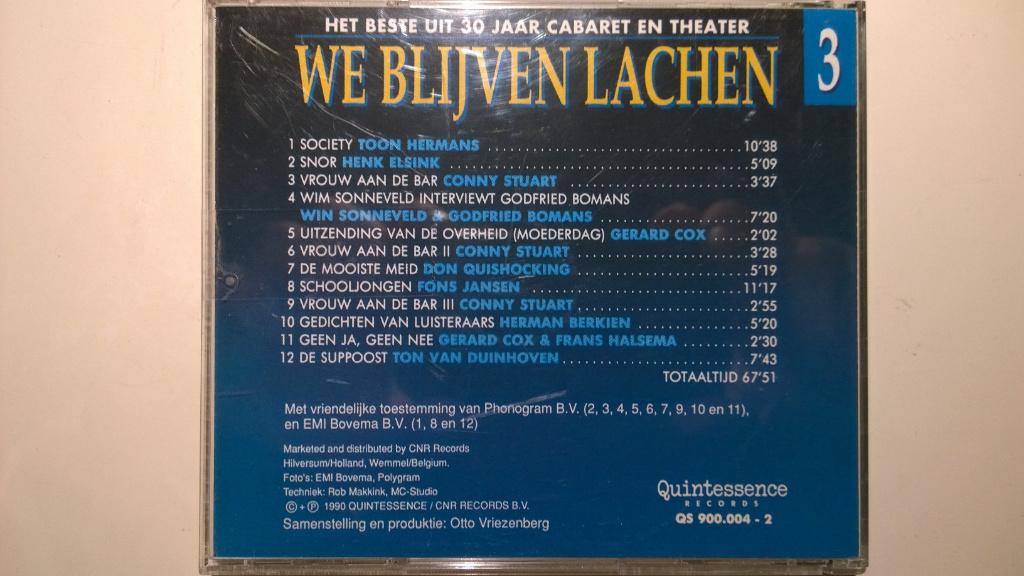 HET BESTE UIT 30 JAAR CABARET EN THEATER
WE BLIJVEN LACHEN
3
1 SOCIETY TOON HERMANS ........................ 10'38
2 SNOR HENK ELSINK ........................ 5'09
3 VROUW AAN DE BAR CONNY STUART ........................ 3'37
4 WIM SONNEVELD INTERVIEWT GODFRIED BOMANS
WIN SONNEVELD & GODFRIED BOMANS ........................ 7'20
5 UITZENDING VAN DE OVERHEID (MOEDERDAG) GERARD COX ...... 2'02
6 VROUW AAN DE BAR II CONNY STUART ........................ 3'28
7 DE MOOISTE MEID DON QUISHOCKING ........................ 5'19
8 SCHOOLJONGEN FONS JANSEN ........................ 11'17
9 VROUW AAN DE BAR III CONNY STUART ........................ 2'55
10 GEDICHTEN VAN LUISTERAARS HERMAN BERKIEN ............... 5'20
11 GEEN JA, GEEN NEE GERARD COX & FRANS HALSEMA .......... 2'30
12 DE SUPPOOST TON VAN DUINHOVEN ........................ 7'43
TOTAALTIJD 67'51
Met vriendelijke toestemming van Phonogram B.V. (2, 3, 4, 5, 6, 7, 9, 10 en 11),
en EMI Bovema B.V. (1, 8 en 12)
Marketed and distributed by CNR Records
Hilversum/Holland, Wemmel/Belgium.
Foto's: EMI Bovema, Polygram
Techniek: Rob Makkink, MC-Studio
© + ℗ 1990 QUINTESSENCE / CNR RECORDS B.V.
Samenstelling en produktie: Otto Vriezenberg
Quintessence
RECORDS
QS 900.004 - 2